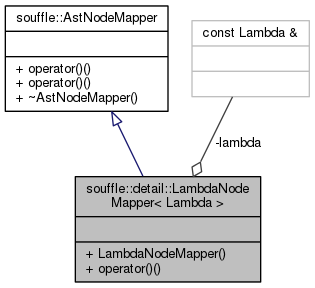 souffle::AstNodeMapper
+ operator()()
+ operator()()
+ ~AstNodeMapper()
const Lambda &
-lambda
souffle::detail::LambdaNode
Mapper< Lambda >
+ LambdaNodeMapper()
+ operator()()